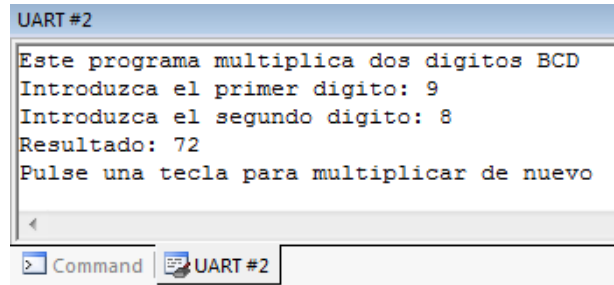 UART #2
Este programa multiplica dos digitos BCD
Introduzca el primer digito: 9
Introduzca el segundo digito: 8
Resultado: 72
Pulse una tecla para multiplicar de nuevo
Command UART #2